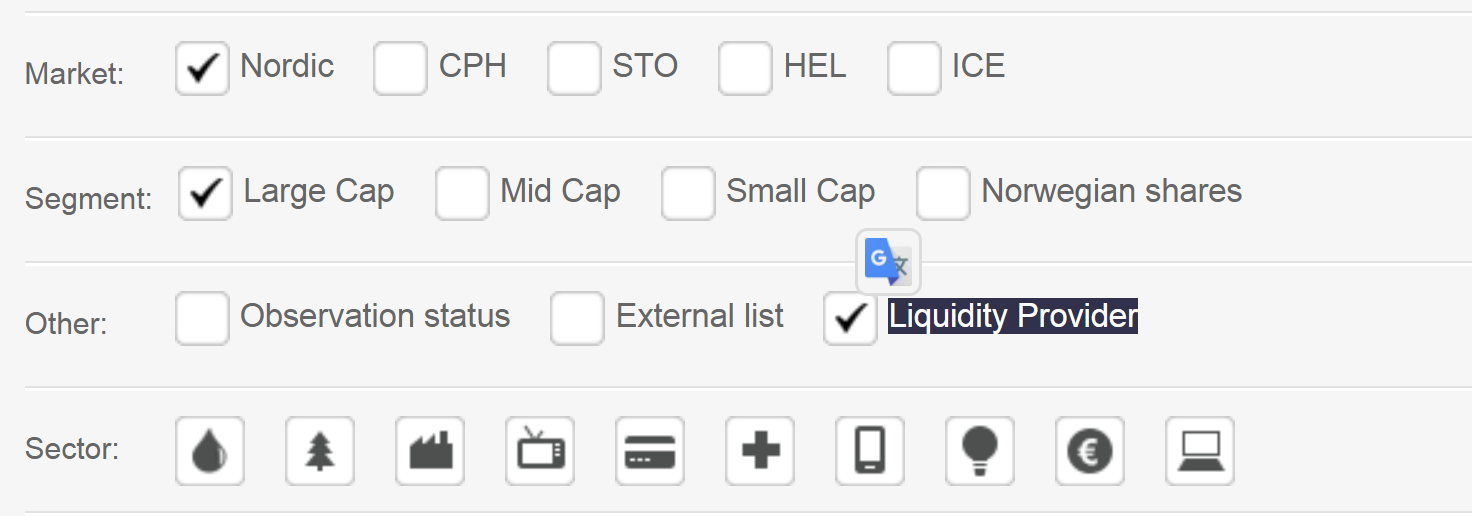 Market: Nordic CPH STO HEL ICE
Segment: Large Cap Mid Cap Small Cap Norwegian shares
G 文
Other: Observation status External list Liquidity Provider
Sector: €